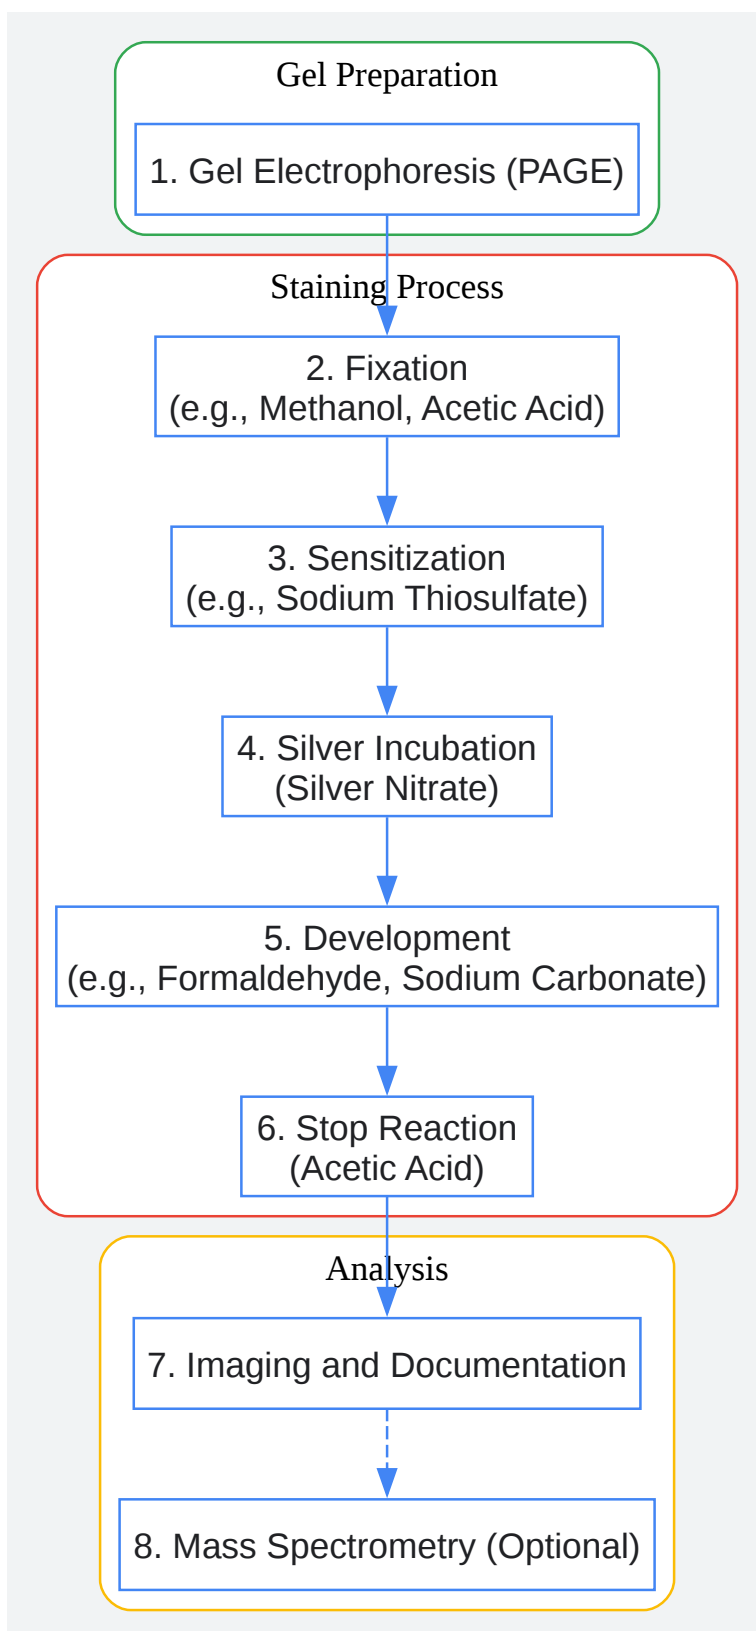 Gel Preparation
1. Gel Electrophoresis (PAGE)
Staining Process
2. Fixation
(e.g., Methanol, Acetic Acid)
3. Sensitization
(e.g., Sodium Thiosulfate)
4. Silver Incubation
(Silver Nitrate)
5. Development
(e.g., Formaldehyde, Sodium Carbonate)
6. Stop Reaction
(Acetic Acid)
Analysis
7. Imaging and Documentation
8. Mass Spectrometry (Optional)